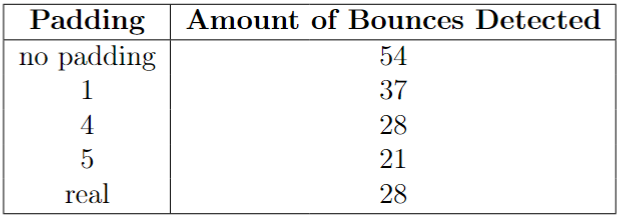 Padding Amount of Bounces Detected
no padding 54
1 37
4 28
5 21
real 28